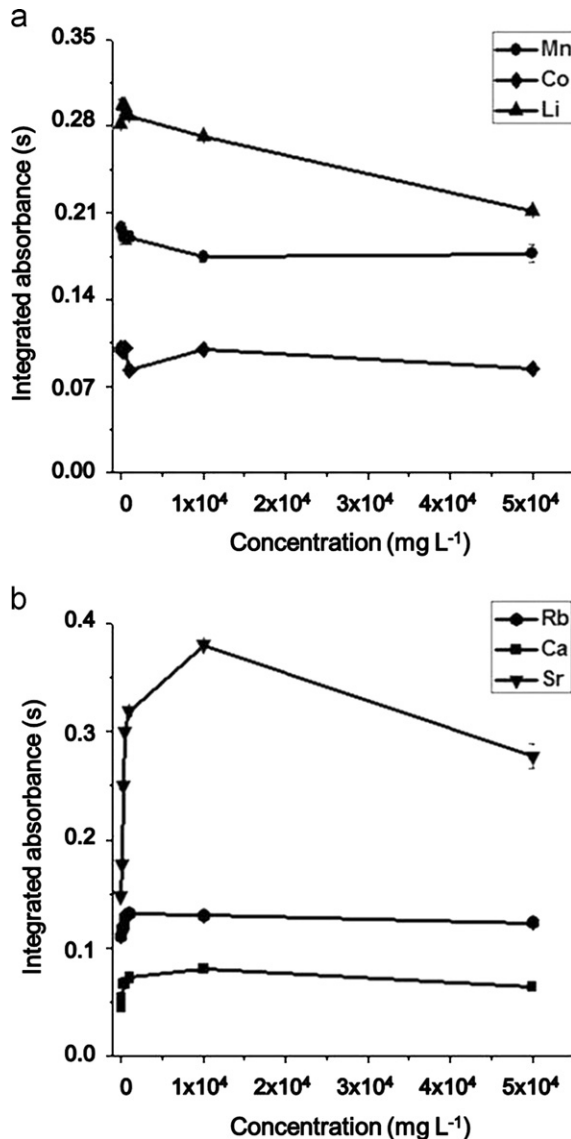 a
0.35
0.28
0.21
0.14
0.07
0.00
Integrated absorbance (s)
Mn
Co
Li
0 1x10⁴ 2x10⁴ 3x10⁴ 4x10⁴ 5x10⁴
Concentration (mg L⁻¹)
b
0.4
0.3
0.2
0.1
0.0
Integrated absorbance (s)
Rb
Ca
Sr
0 1x10⁴ 2x10⁴ 3x10⁴ 4x10⁴ 5x10⁴
Concentration (mg L⁻¹)